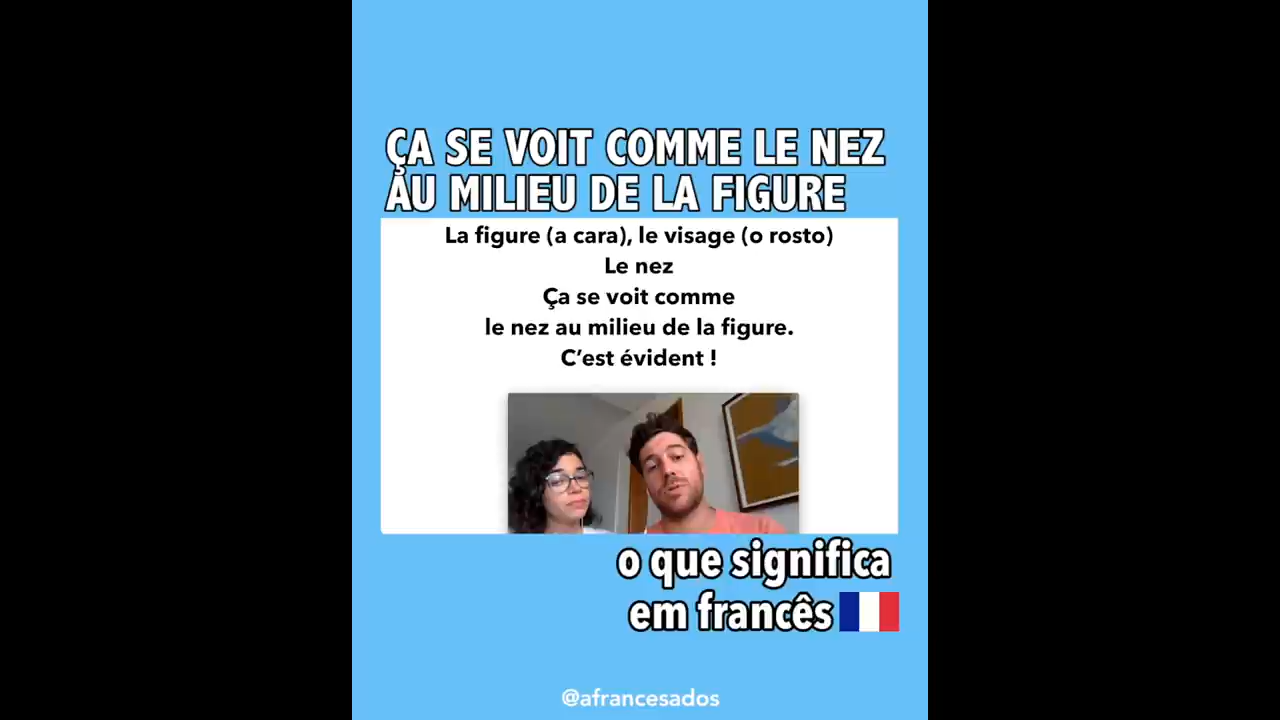 ÇA SE VOIT COMME LE NEZ
AU MILIEU DE LA FIGURE
La figure (a cara), le visage (o rosto)
Le nez
Ça se voit comme
le nez au milieu de la figure.
C’est évident !
o que significa
em francês
@afrancesados